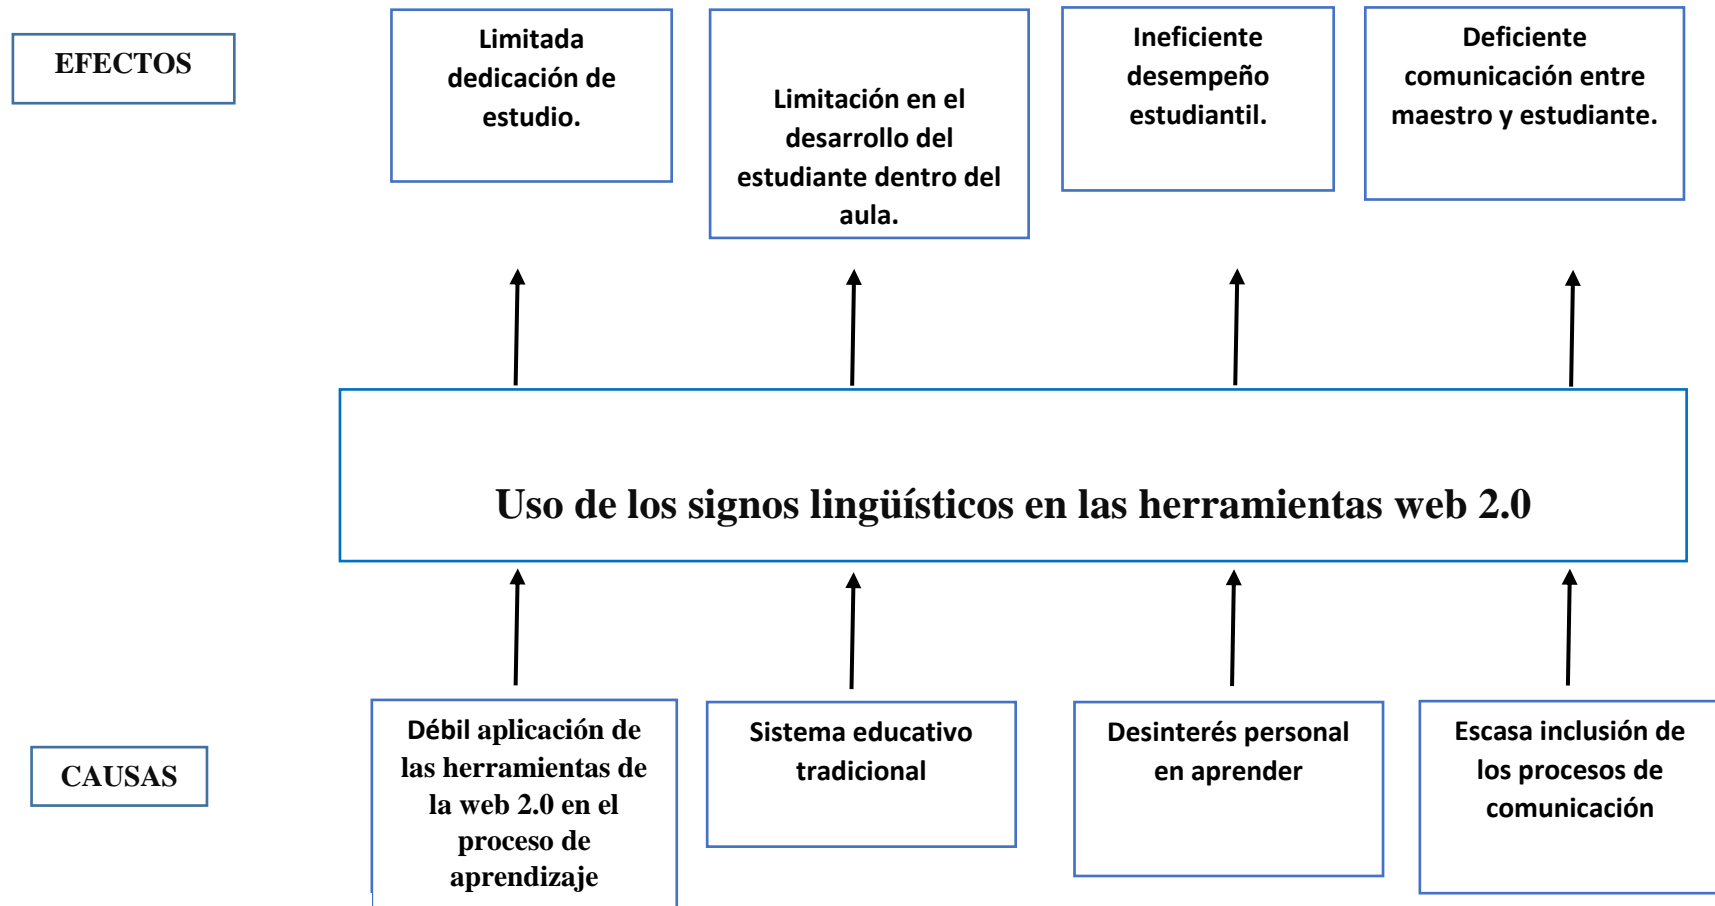 EFECTOS
Limitada
dedicación de
estudio.
Limitación en el
desarrollo del
estudiante dentro del
aula.
Ineficiente
desempeño
estudiantil.
Deficiente
comunicación entre
maestro y estudiante.
Uso de los signos lingüísticos en las herramientas web 2.0
CAUSAS
Débil aplicación de
las herramientas de
la web 2.0 en el
proceso de
aprendizaje
Sistema educativo
tradicional
Desinterés personal
en aprender
Escasa inclusión de
los procesos de
comunicación